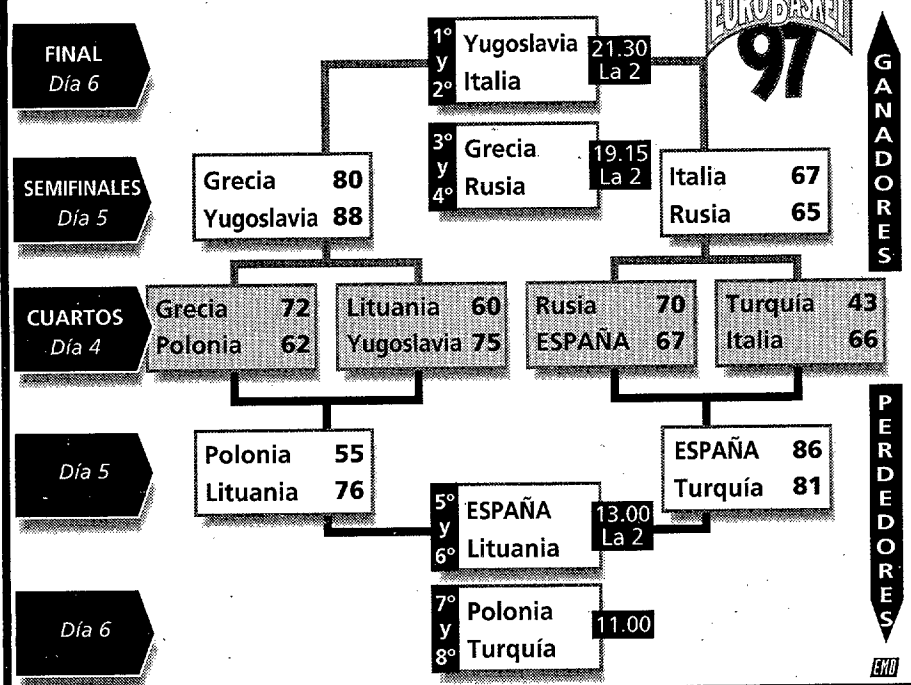 EUROBASKET
97
FINAL
Día 6
1º y 2º
Yugoslavia
Italia
21.30
La 2
GANADORES
3º y 4º
Grecia
Rusia
19.15
La 2
SEMIFINALES
Día 5
Grecia 80
Yugoslavia 88
Italia 67
Rusia 65
CUARTOS
Día 4
Grecia 72
Polonia 62
Lituania 60
Yugoslavia 75
Rusia 70
ESPAÑA 67
Turquía 43
Italia 66
PERDEDORES
Día 5
Polonia 55
Lituania 76
ESPAÑA 86
Turquía 81
5º y 6º
ESPAÑA
Lituania
13.00
La 2
Día 6
7º y 8º
Polonia
Turquía
11.00
EMD